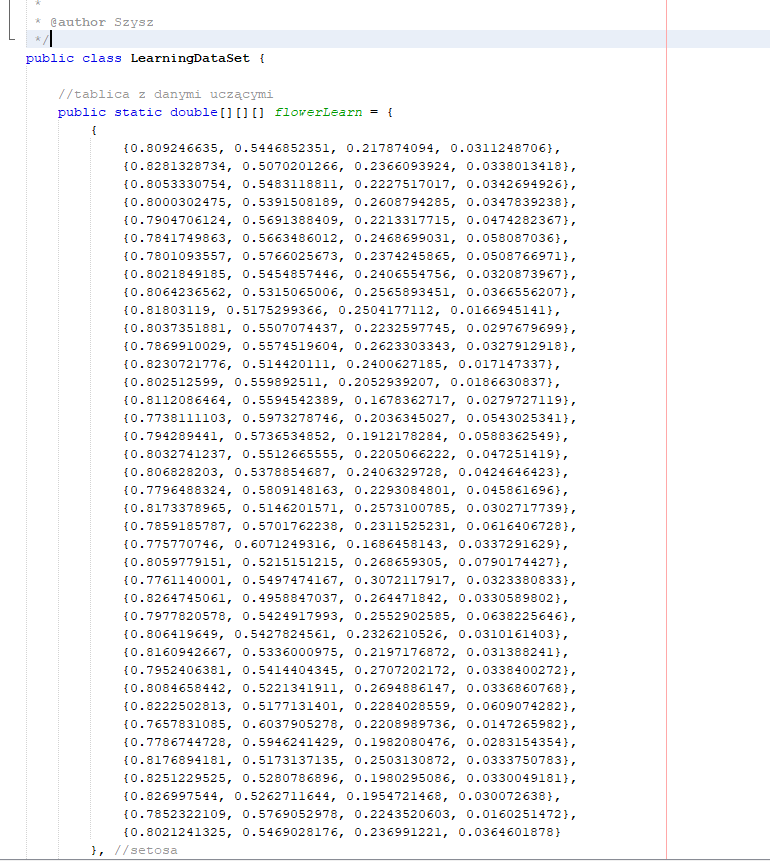 *
* @author Szysz
*/
public class LearningDataSet {
//tablica z danymi uczącymi
public static double[][][] floverLearn = {
{
{0.809246635, 0.5446852351, 0.217874094, 0.0311248706},
{0.8281328734, 0.5070201266, 0.2366093924, 0.0338013418},
{0.8053330754, 0.5483118811, 0.2227517017, 0.0342694926},
{0.8000302475, 0.5391508189, 0.2608794285, 0.0347839238},
{0.7904706124, 0.5691388409, 0.2213317715, 0.0474282367},
{0.7841749863, 0.5663486012, 0.2468699031, 0.058087036},
{0.7801093557, 0.5766025673, 0.2374245865, 0.0508766971},
{0.8021849185, 0.5454857446, 0.2406554756, 0.0320873967},
{0.8064236562, 0.5315065006, 0.2565893451, 0.0366556207},
{0.81803119, 0.5175299366, 0.2504177112, 0.0166945141},
{0.8037351881, 0.5507074437, 0.2232597745, 0.0297679699},
{0.7869910029, 0.5574519604, 0.2623303343, 0.0327912918},
{0.8230721776, 0.514420111, 0.2400627185, 0.017147337},
{0.802512599, 0.559892511, 0.2052939207, 0.0186630837},
{0.8112086464, 0.5594542389, 0.1678362717, 0.0279727119},
{0.7738111103, 0.5973278746, 0.2036345027, 0.0543025341},
{0.794289441, 0.5736534852, 0.1912178284, 0.0588362549},
{0.8032741237, 0.5512665555, 0.2205066222, 0.047251419},
{0.806828203, 0.5378854687, 0.2406329728, 0.0424646423},
{0.7796488324, 0.5809148163, 0.2293084801, 0.045861696},
{0.8173378965, 0.5146201571, 0.2573100785, 0.0302717739},
{0.7859185787, 0.5701762238, 0.2311525231, 0.0616406728},
{0.775770746, 0.6071249316, 0.1686458143, 0.0337291629},
{0.8059779151, 0.5215151215, 0.268659305, 0.0790174427},
{0.7761140001, 0.5497474167, 0.3072117917, 0.0323380833},
{0.8264745061, 0.4958847037, 0.264471842, 0.0330589802},
{0.7977820578, 0.5424917993, 0.2552902585, 0.0638225646},
{0.806419649, 0.5427824561, 0.2326210526, 0.0310161403},
{0.8160942667, 0.5336000975, 0.2197176872, 0.031388241},
{0.7952406381, 0.5414404345, 0.2707202172, 0.0338400272},
{0.8084658442, 0.5221341911, 0.2694886147, 0.0336860768},
{0.8222502813, 0.5177131401, 0.2284028559, 0.0609074282},
{0.7657831085, 0.6037905278, 0.2208989736, 0.0147265982},
{0.7786744728, 0.5946241429, 0.1982080476, 0.0283154354},
{0.8176894181, 0.5173137135, 0.2503130872, 0.0333750783},
{0.8251229525, 0.5280786896, 0.1980295086, 0.0330049181},
{0.826997544, 0.5262711644, 0.1954721468, 0.030072638},
{0.7852322109, 0.5769052978, 0.2243520603, 0.0160251472},
{0.8021241325, 0.5469028176, 0.236991221, 0.0364601878}
}, //setosa